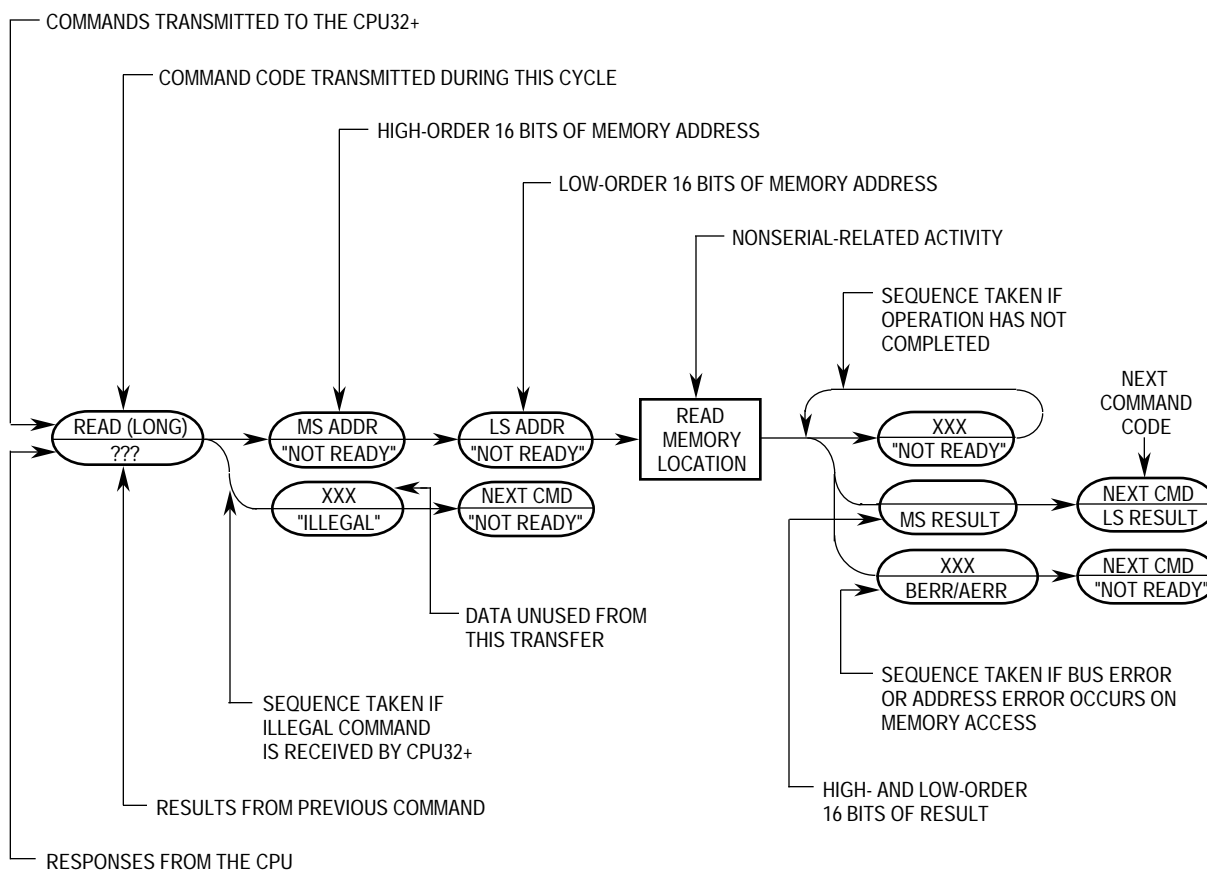 COMMANDS TRANSMITTED TO THE CPU32+
COMMAND CODE TRANSMITTED DURING THIS CYCLE
HIGH-ORDER 16 BITS OF MEMORY ADDRESS
LOW-ORDER 16 BITS OF MEMORY ADDRESS
NONSERIAL-RELATED ACTIVITY
SEQUENCE TAKEN IF
OPERATION HAS NOT
COMPLETED
NEXT
COMMAND
CODE
READ (LONG)
???
MS ADDR
"NOT READY"
LS ADDR
"NOT READY"
READ
MEMORY
LOCATION
XXX
"NOT READY"
XXX
"ILLEGAL"
NEXT CMD
"NOT READY"
MS RESULT
NEXT CMD
LS RESULT
XXX
BERR/AERR
NEXT CMD
"NOT READY"
DATA UNUSED FROM
THIS TRANSFER
SEQUENCE TAKEN IF
ILLEGAL COMMAND
IS RECEIVED BY CPU32+
SEQUENCE TAKEN IF BUS ERROR
OR ADDRESS ERROR OCCURS ON
MEMORY ACCESS
RESULTS FROM PREVIOUS COMMAND
HIGH- AND LOW-ORDER
16 BITS OF RESULT
RESPONSES FROM THE CPU